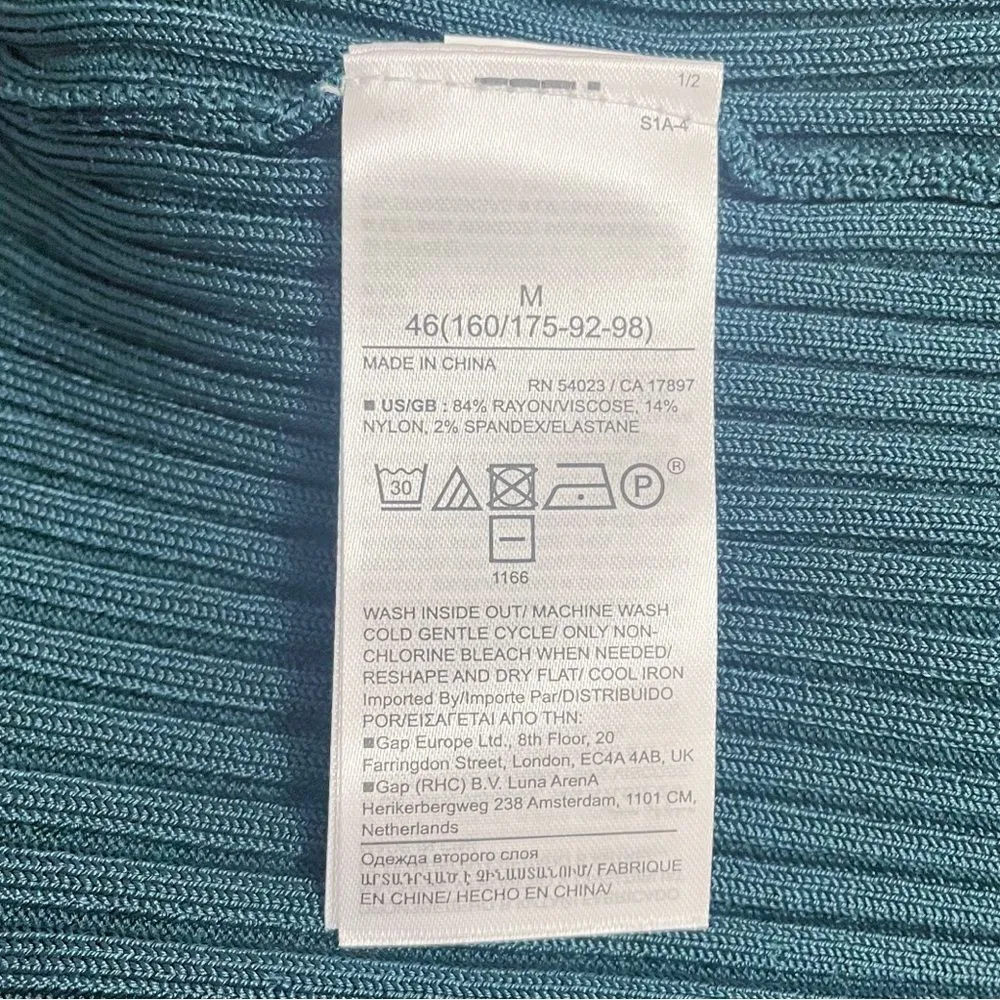 1/2
S1A-4
M
46(160/175-92-98)
MADE IN CHINA
RN 54023 / CA 17897
US/GB : 84% RAYON/VISCOSE, 14%
NYLON, 2% SPANDEX/ELASTANE
30
P ®
1166
WASH INSIDE OUT/ MACHINE WASH
COLD GENTLE CYCLE/ ONLY NON-
CHLORINE BLEACH WHEN NEEDED/
RESHAPE AND DRY FLAT/ COOL IRON
Imported By/Importe Par/DISTRIBUIDO
POR/ΕΙΣΑΓΕΤΑΙ ΑΠΟ ΤΗΝ:
Gap Europe Ltd., 8th Floor, 20
Farringdon Street, London, EC4A 4AB, UK
Gap (RHC) B.V. Luna ArenA
Herikerbergweg 238 Amsterdam, 1101 CM,
Netherlands
Одежда второго слоя
ԱՐՏԱԴՐՎԱԾ Է ՉԻՆԱՍՏԱՆՈՒՄ/ FABRIQUE
EN CHINE/ HECHO EN CHINA/